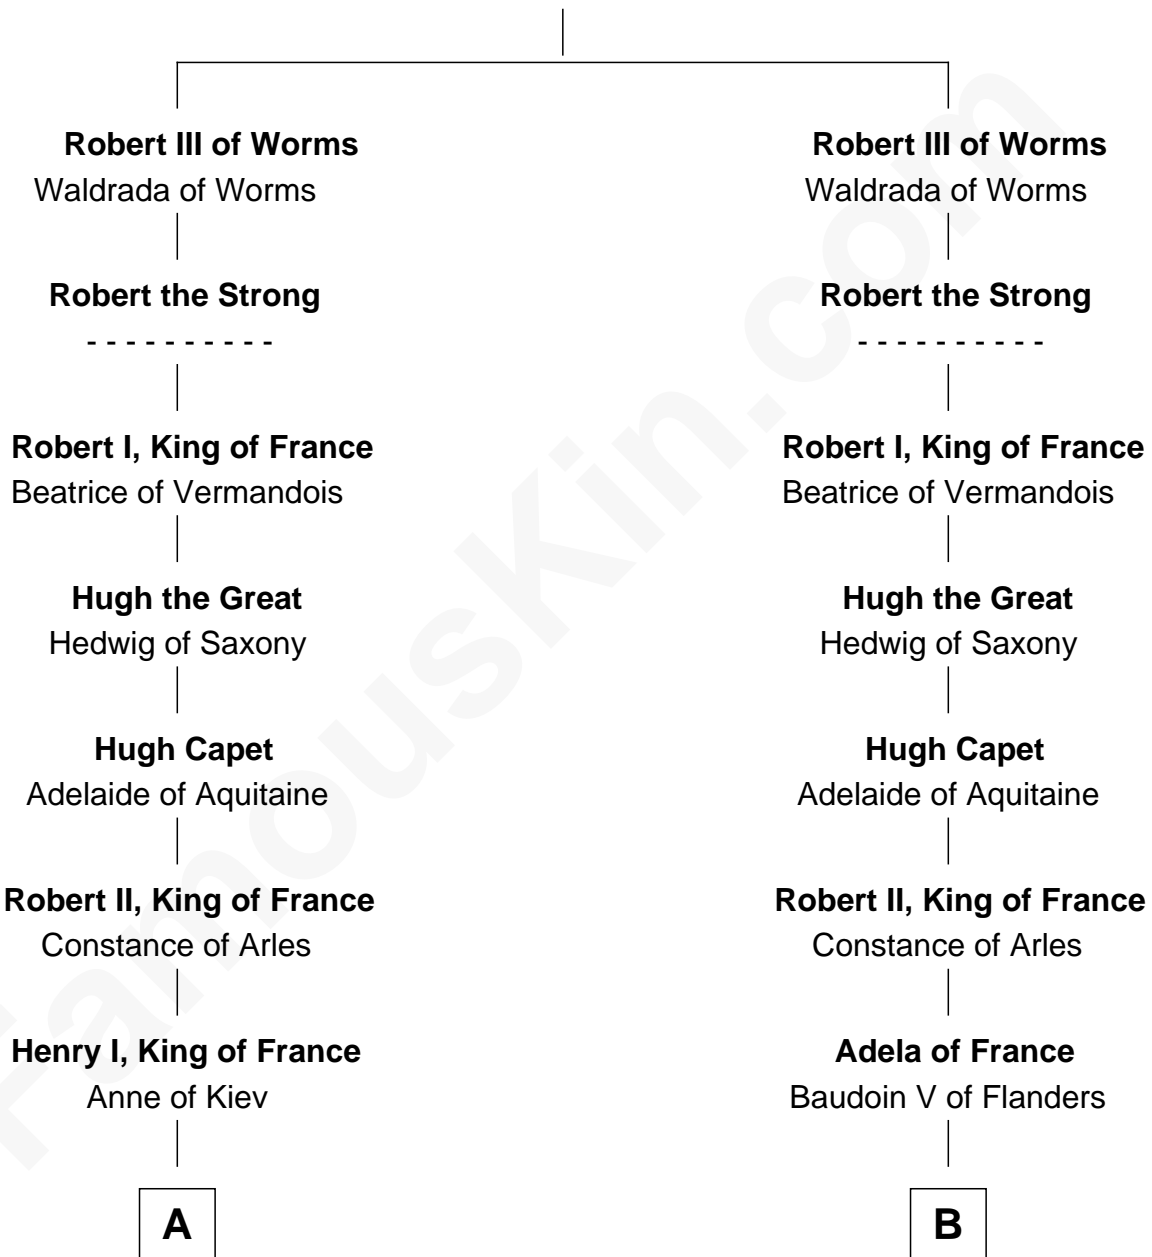 Robert III of Worms
Waldrada of Worms
Robert the Strong
- - - - - - - - - -
Robert I, King of France
Beatrice of Vermandois
Hugh the Great
Hedwig of Saxony
Hugh Capet
Adelaide of Aquitaine
Robert II, King of France
Constance of Arles
Henry I, King of France
Anne of Kiev
A
Robert III of Worms
Waldrada of Worms
Robert the Strong
- - - - - - - - - -
Robert I, King of France
Beatrice of Vermandois
Hugh the Great
Hedwig of Saxony
Hugh Capet
Adelaide of Aquitaine
Robert II, King of France
Constance of Arles
Adela of France
Baudoin V of Flanders
B
FamousKin.com